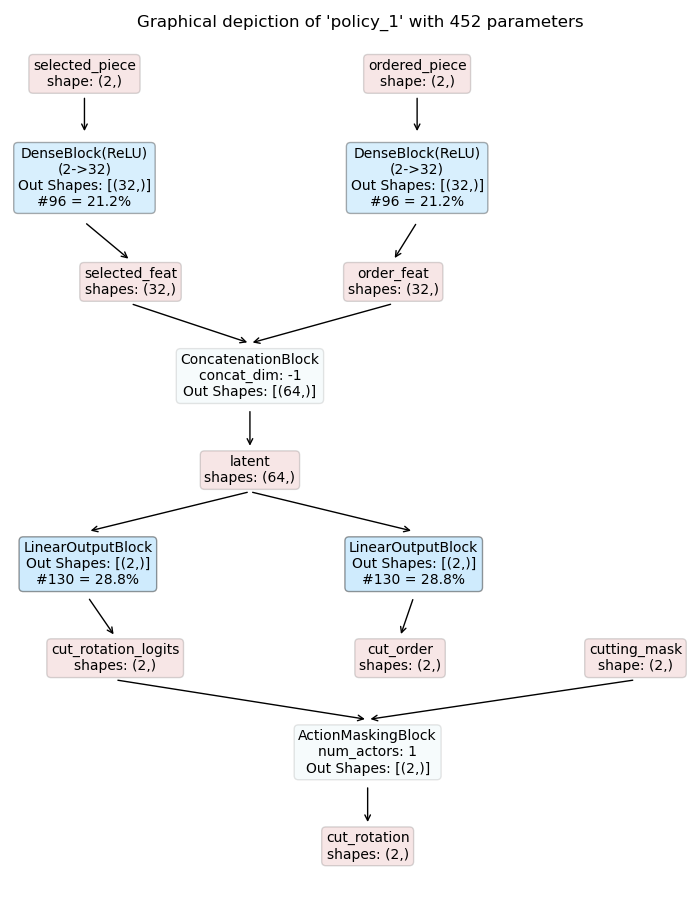 Graphical depiction of 'policy_1' with 452 parameters
selected_piece
shape: (2,)
ordered_piece
shape: (2,)
DenseBlock(ReLU)
(2->32)
Out Shapes: [(32,)]
#96 = 21.2%
DenseBlock(ReLU)
(2->32)
Out Shapes: [(32,)]
#96 = 21.2%
selected_feat
shapes: (32,)
order_feat
shapes: (32,)
ConcatenationBlock
concat_dim: -1
Out Shapes: [(64,)]
latent
shapes: (64,)
LinearOutputBlock
Out Shapes: [(2,)]
#130 = 28.8%
LinearOutputBlock
Out Shapes: [(2,)]
#130 = 28.8%
cut_rotation_logits
shapes: (2,)
cut_order
shapes: (2,)
cutting_mask
shape: (2,)
ActionMaskingBlock
num_actors: 1
Out Shapes: [(2,)]
cut_rotation
shapes: (2,)